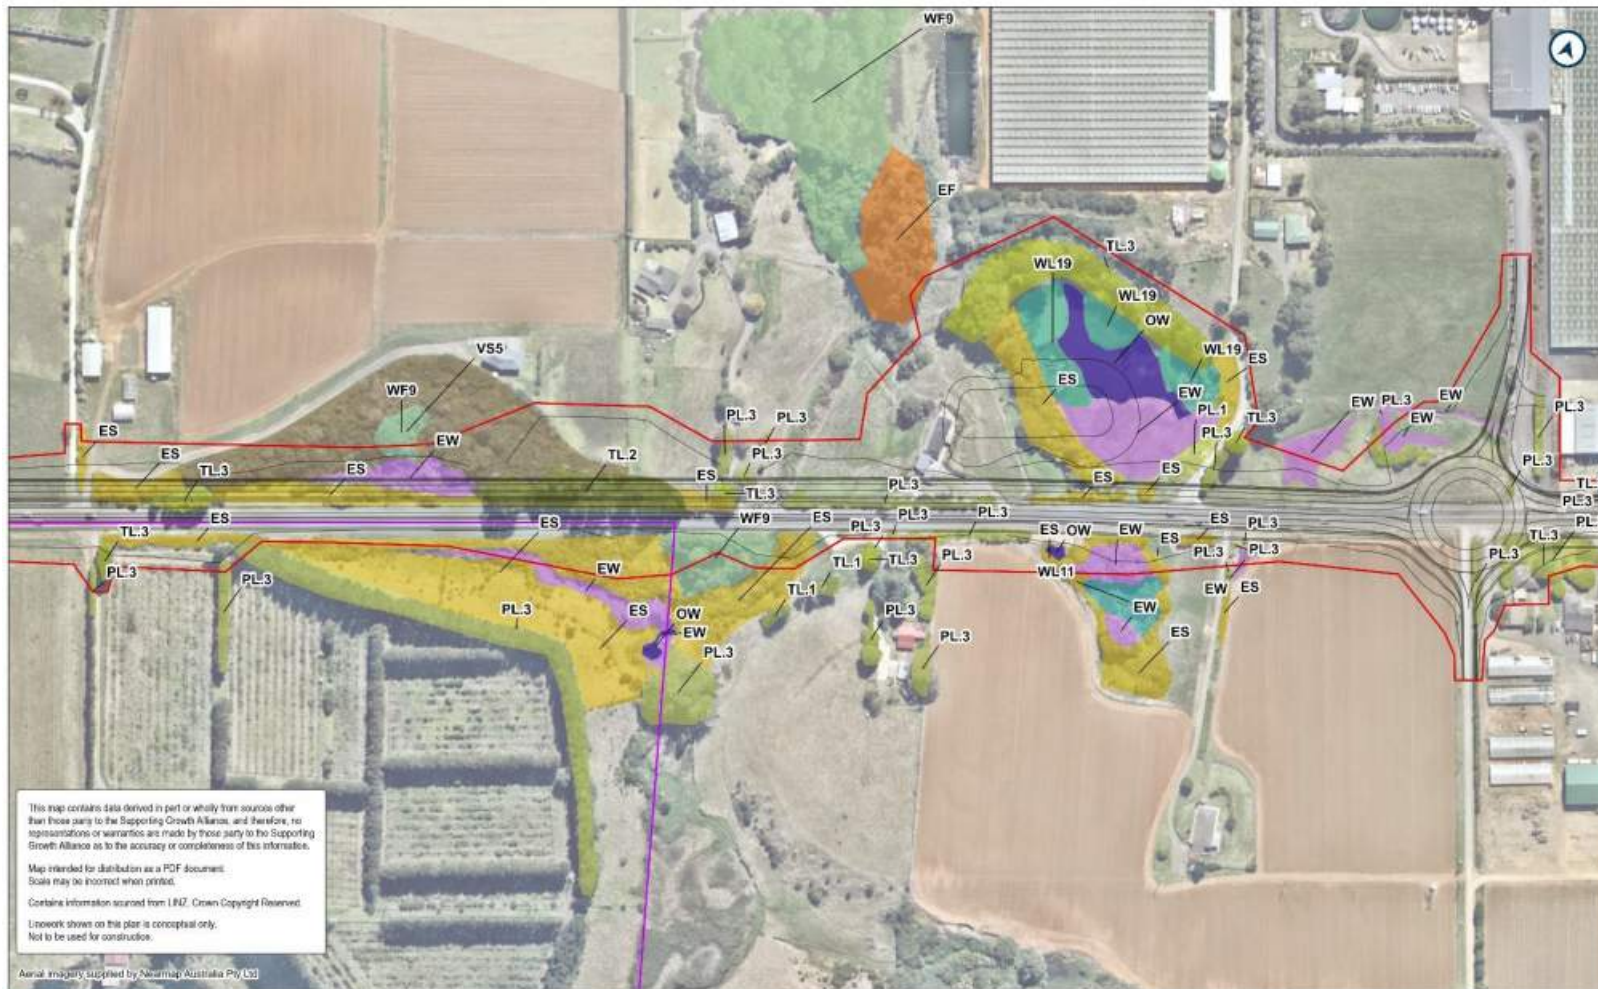 WF9
EF
TL.3
WL19
WL19
OW
VS5
WL19
ES
WF9
ES
EW
PL.3
EW
EW
PL.3
PL.3
PL.1
EW
PL.3
PL.3
ES
EW
TL.3
PL.3
ES
TL.3
ES
TL.2
PL.3
ES
ES
ES
PL.3
TL.
TL.3
PL.3
PL.3
TL.3
ES
ES
WF9
ES
PL.3
PL.3
ES
OW
EW
ES
PL.3
PL.3
TL.3
PL.
TL.1
TL.3
PL.3
ES
PL.3
PL.3
PL.3
PL.3
PL.3
EW
WL11
EW
ES
TL.1
PL.3
ES
OW
EW
EW
PL.3
PL.3
PL.3
ES
This map contains data derived in part or wholly from sources other
than those party to the Supporting Growth Alliance, and therefore, no
representations or warranties are made by those party to the Supporting
Growth Alliance as to the accuracy or completeness of this information.
Map intended for distribution as a PDF document.
Scale may be incorrect when printed.
Contains information sourced from LINZ. Crown Copyright Reserved.
Linework shown on this plan is conceptual only.
Not to be used for construction.
Aerial imagery supplied by Nearmap Australia Pty Ltd